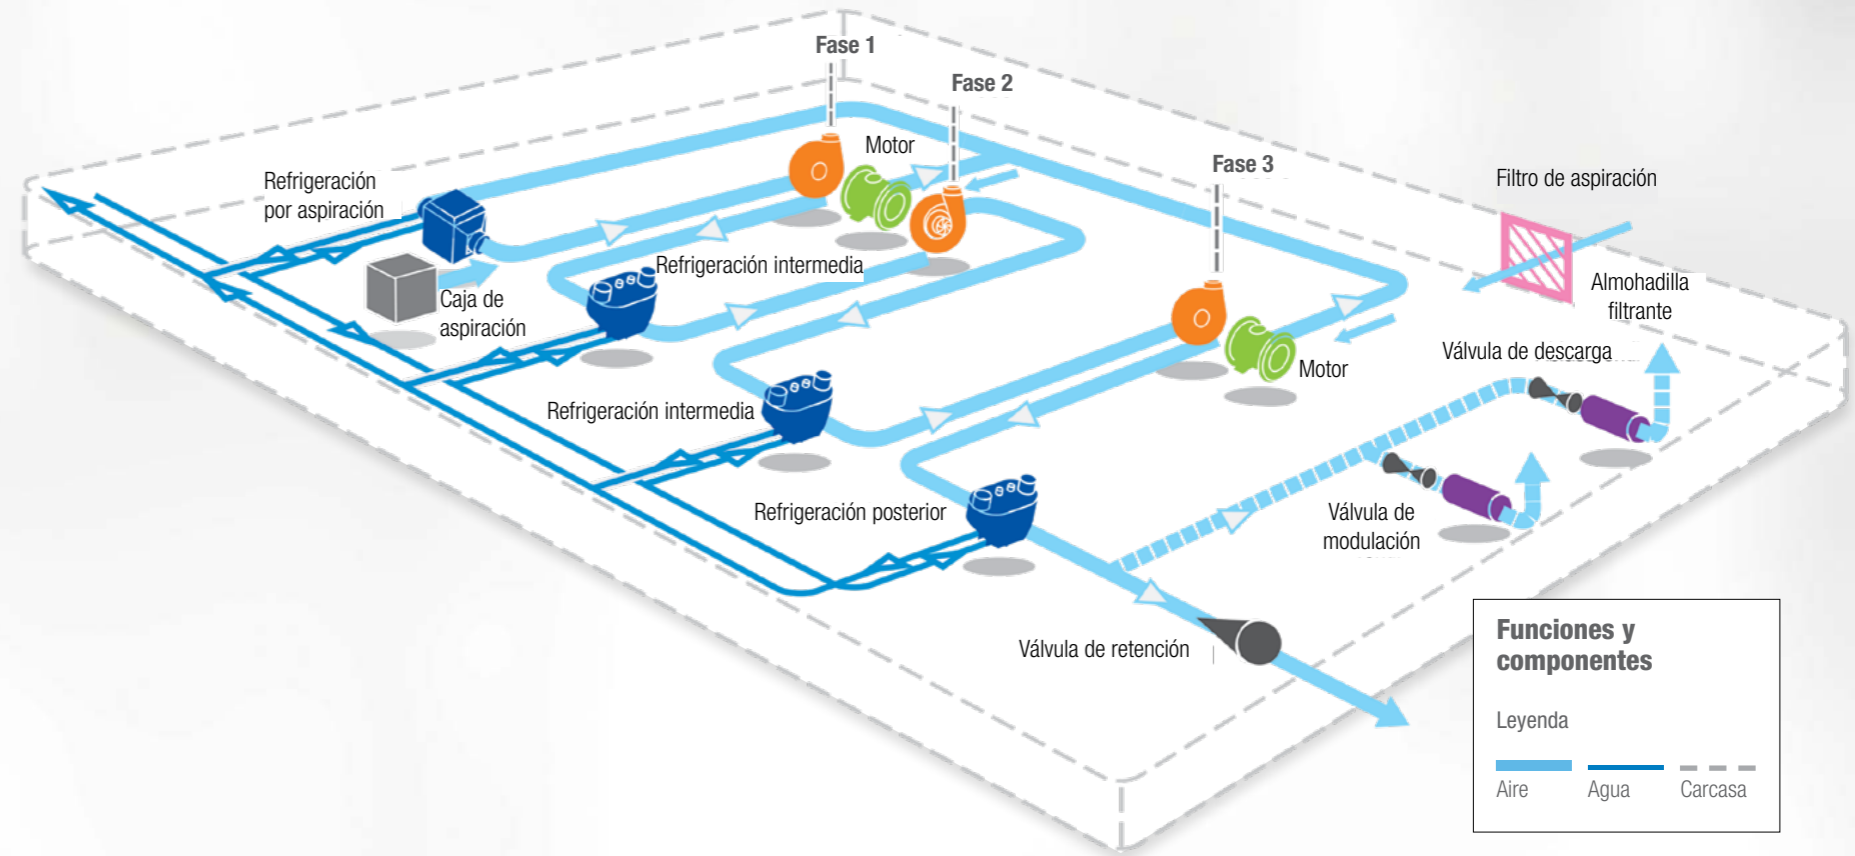 Fase 1
Fase 2
Motor
Fase 3
Filtro de aspiración
Refrigeración
por aspiración
Refrigeración intermedia
Almohadilla
filtrante
Caja de
aspiración
Válvula de descarga
Motor
Refrigeración intermedia
Refrigeración posterior
Válvula de
modulación
Válvula de retención
Funciones y
componentes
Leyenda
Aire
Agua
Carcasa